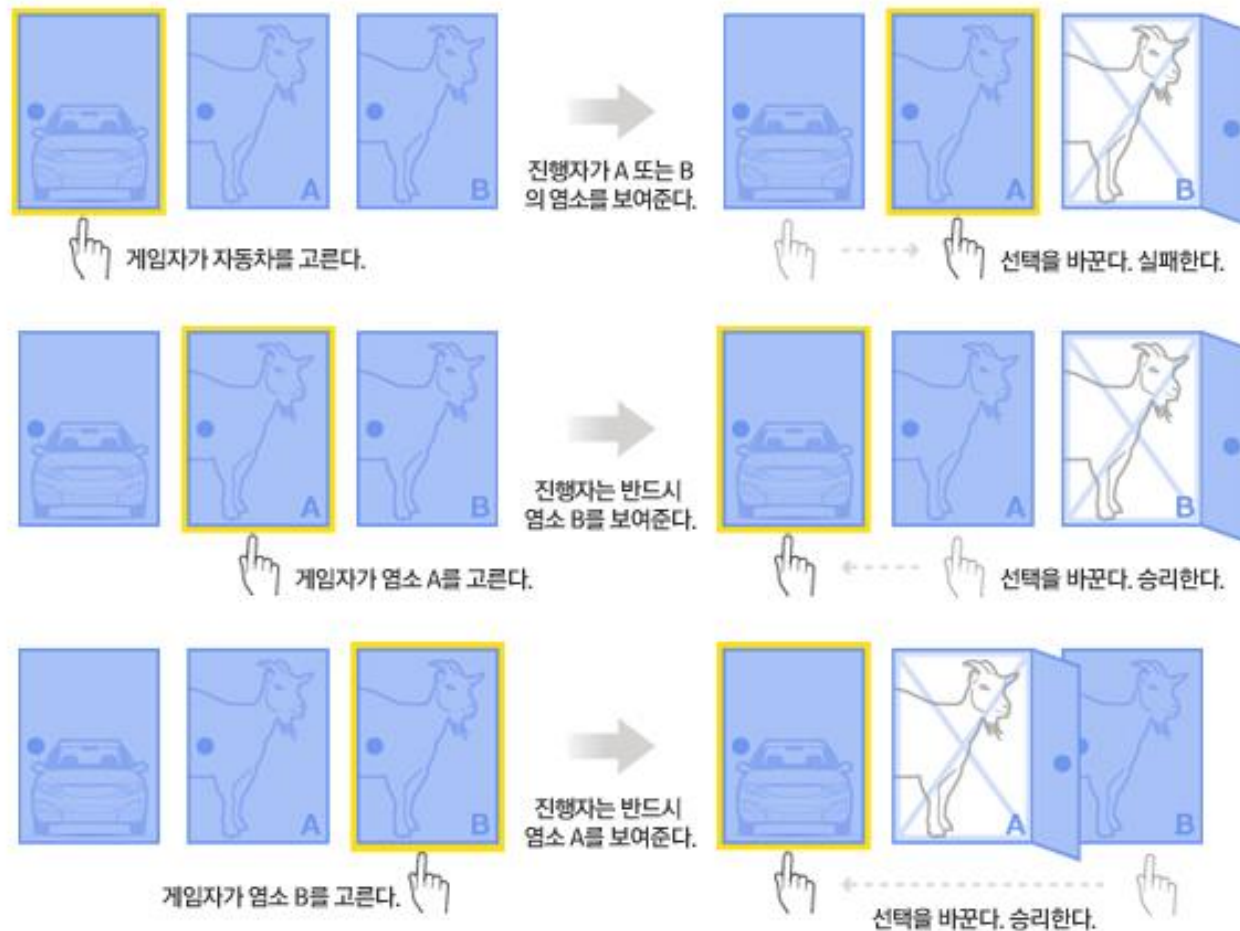 A B
진행자가 A 또는 B
의 염소를 보여준다.
A B
게임자가 자동차를 고른다.
선택을 바꾼다. 실패한다.
A B
진행자는 반드시
염소 B를 보여준다.
A B
게임자가 염소 A를 고른다.
선택을 바꾼다. 승리한다.
A B
진행자는 반드시
염소 A를 보여준다.
A B
게임자가 염소 B를 고른다.
선택을 바꾼다. 승리한다.